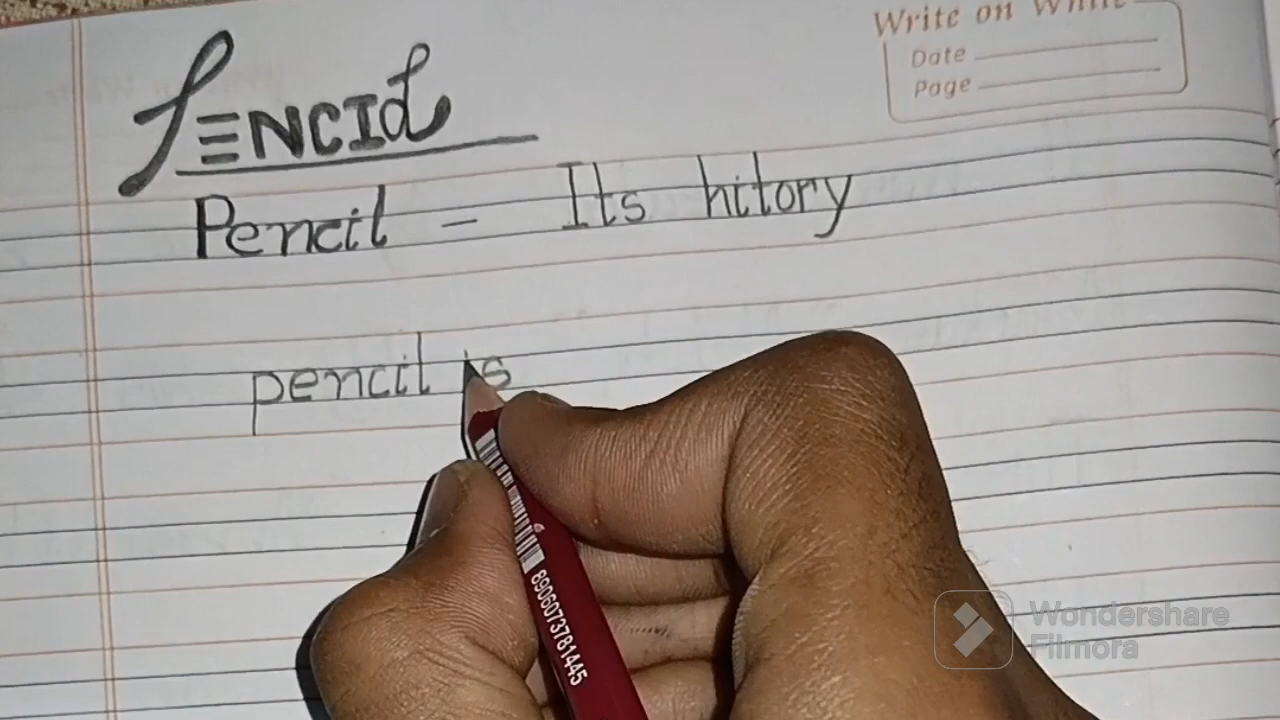 Write on White
Date
Page
PENCIL
Pencil - Its hitory
pencil is
8906073781445
Wondershare
Filmora